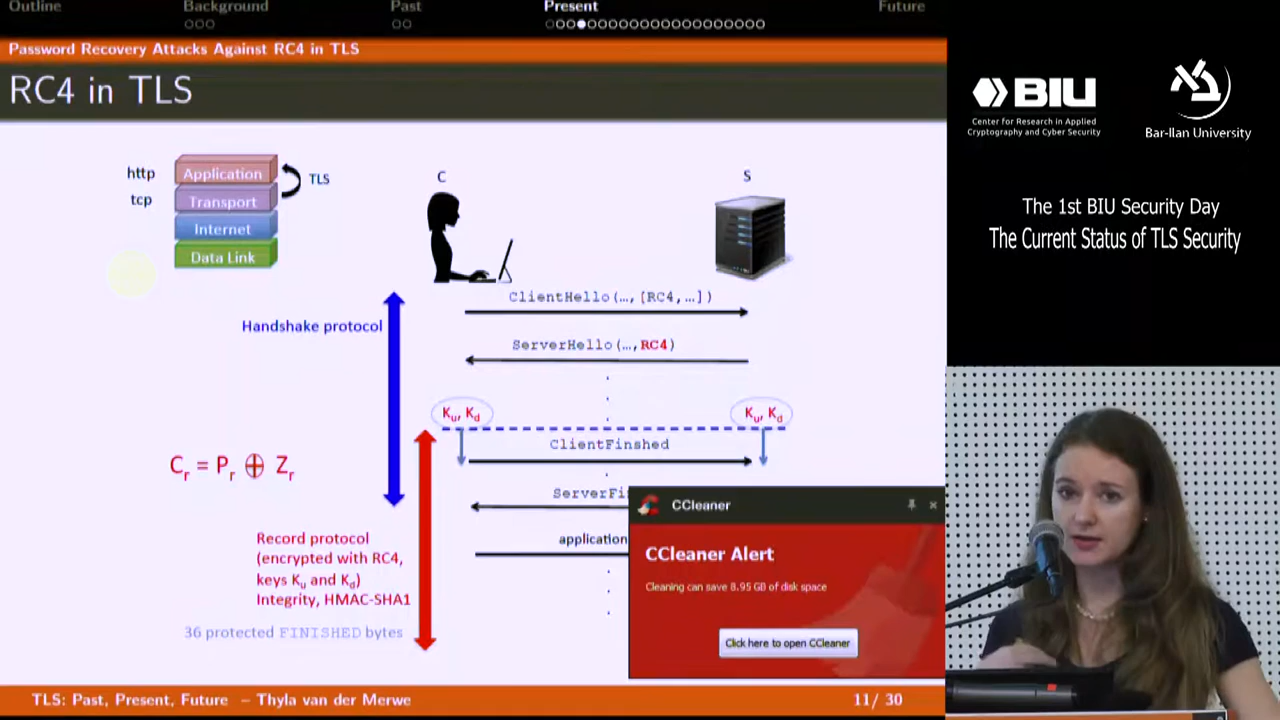 Outline Background Past Present Future
Password Recovery Attacks Against RC4 in TLS
RC4 in TLS
BIU
Center for Research in Applied
Cryptography and Cyber Security
Bar-Ilan University
The 1st BIU Security Day
The Current Status of TLS Security
http
Application
TLS
tcp
Transport
Internet
Data Link
C
S
ClientHello(…,[RC4,…])
Handshake protocol
ServerHello(…,RC4)
Ku, Kd
Ku, Kd
ClientFinshed
Cr = Pr ⊕ Zr
ServerFi
application
Record protocol
(encrypted with RC4,
keys Ku and Kd)
Integrity, HMAC-SHA1
36 protected FINISHED bytes
CCleaner
CCleaner Alert
Cleaning can save 8.95 GB of disk space
Click here to open CCleaner
TLS: Past, Present, Future – Thyla van der Merwe
11/ 30